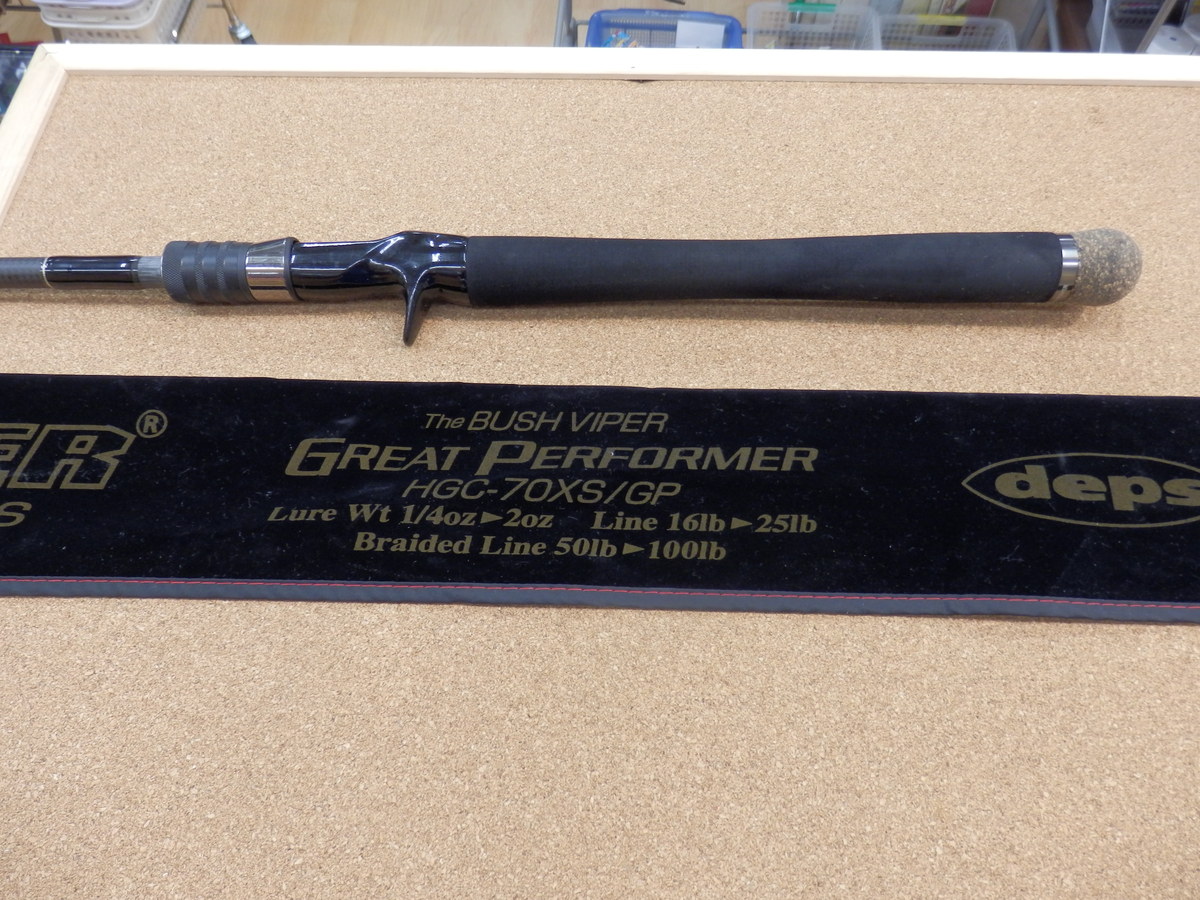 ER®
S
The BUSH VIPER
GREAT PERFORMER
HGC-70XS/GP
Lure Wt 1/4oz►2oz Line 16lb►25lb
Braided Line 50lb►100lb
deps